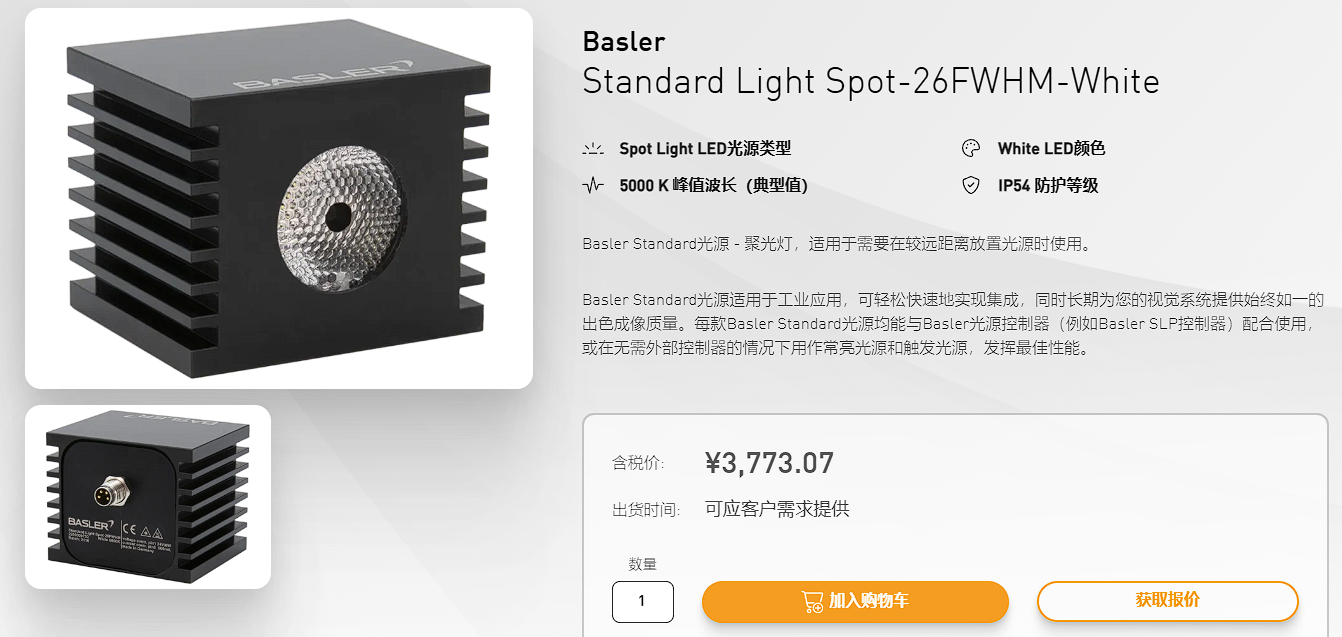 BASLER
Basler
Standard Light Spot-26FWHM-White
Spot Light LED光源类型
White LED颜色
5000 K 峰值波长（典型值）
IP54 防护等级
Basler Standard光源 - 聚光灯，适用于需要在较远距离放置光源时使用。
Basler Standard光源适用于工业应用，可轻松快速地实现集成，同时长期为您的视觉系统提供始终如一的
出色成像质量。每款Basler Standard光源均能与Basler光源控制器（例如Basler SLP控制器）配合使用，
或在无需外部控制器的情况下用作常亮光源和触发光源，发挥最佳性能。
BASLER
BASLER
CE
Standard Light Spot-26FWHM
Made in Germany
含税价:
¥3,773.07
出货时间:
可应客户需求提供
数量
1
加入购物车
获取报价